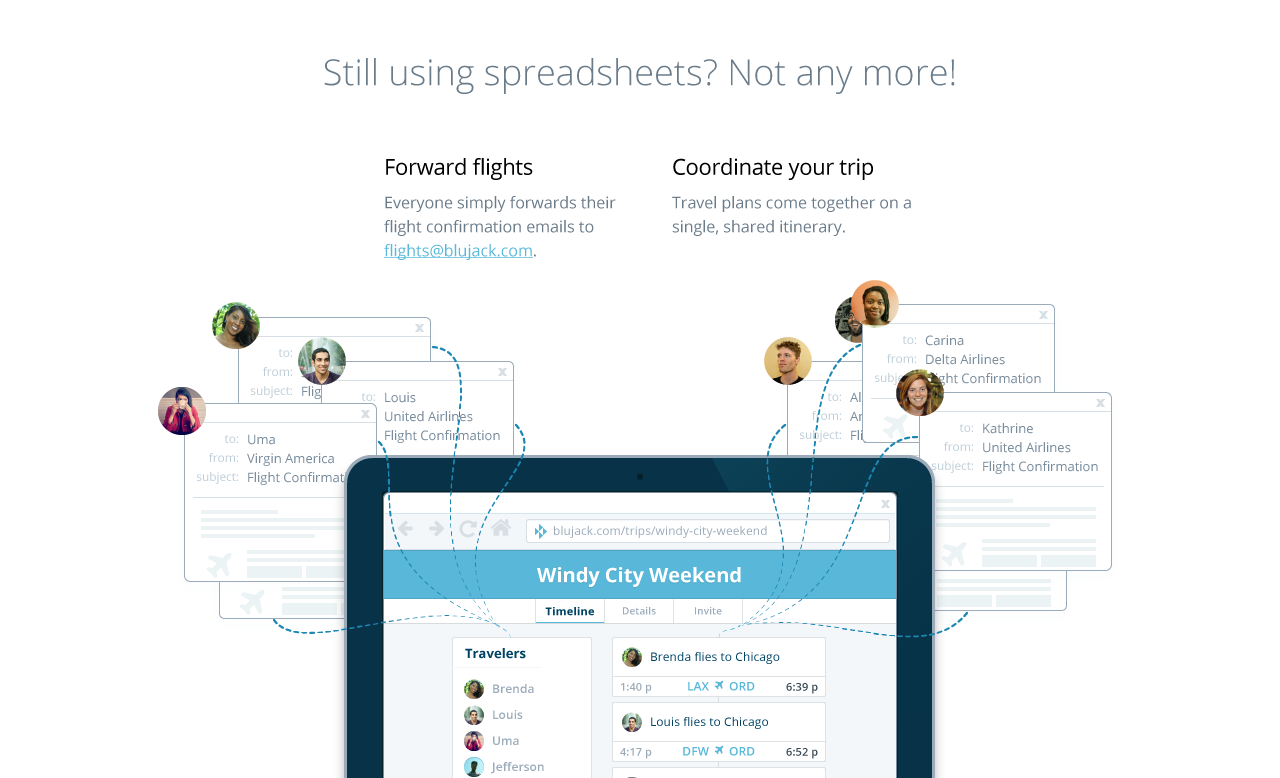 Still using spreadsheets? Not any more!
Forward flights
Everyone simply forwards their
flight confirmation emails to
flights@blujack.com.
Coordinate your trip
Travel plans come together on a
single, shared itinerary.
x
to:
from:
subject: Flig
x
to: Louis
United Airlines
Flight Confirmation
x
to: Uma
from: Virgin America
subject: Flight Confirmat
to: Al
from:
subject: Fli
x
to: Carina
from: Delta Airlines
Flight Confirmation
x
to: Kathrine
from: United Airlines
subject: Flight Confirmation
x
blujack.com/trips/windy-city-weekend
Windy City Weekend
Timeline Details Invite
Travelers
Brenda
Louis
Uma
Jefferson
Brenda flies to Chicago
1:40 p LAX ORD 6:39 p
Louis flies to Chicago
4:17 p DFW ORD 6:52 p